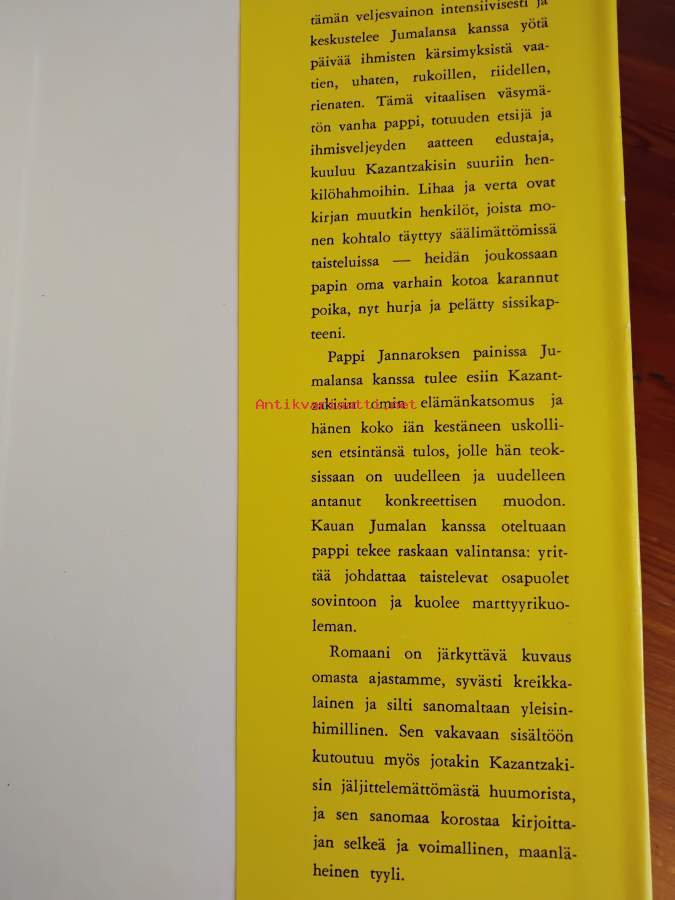 tämän veljesvainon intensiivisesti ja
keskustelee Jumalansa kanssa yötä
päivää ihmisten kärsimyksistä vaa-
tien, uhaten, rukoillen, riidellen,
rienaten. Tämä vitaalisen väsymä-
tön vanha pappi, totuuden etsijä ja
ihmisveljeyden aatteen edustaja,
kuuluu Kazantzakisin suuriin hen-
kilöhahmoihin. Lihaa ja verta ovat
kirjan muutkin henkilöt, joista mo-
nen kohtalo täyttyy säälimättömissä
taisteluissa — heidän joukossaan
papin oma varhain kotoa karannut
poika, nyt hurja ja pelätty sissikap-
teeni.
Pappi Jannaroksen painissa Ju-
malansa kanssa tulee esiin Kazant-
Antikvariaatti.net
zakisin elämänkatsomus ja
hänen koko iän kestäneen uskolli-
sen etsintänsä tulos, jolle hän teok-
sissaan on uudelleen ja uudelleen
antanut konkreettisen muodon.
Kauan Jumalan kanssa oteltuaan
pappi tekee raskaan valintansa: yrit-
tää johdattaa taistelevat osapuolet
sovintoon ja kuolee marttyyrikuo-
leman.
Romaani on järkyttävä kuvaus
omasta ajastamme, syvästi kreikka-
lainen ja silti sanomaltaan yleisin-
himillinen. Sen vakavaan sisältöön
kutoutuu myös jotakin Kazantzaki-
sin jäljittelemättömästä huumorista,
ja sen sanomaa korostaa kirjoitta-
jan selkeä ja voimallinen, maanlä-
heinen tyyli.